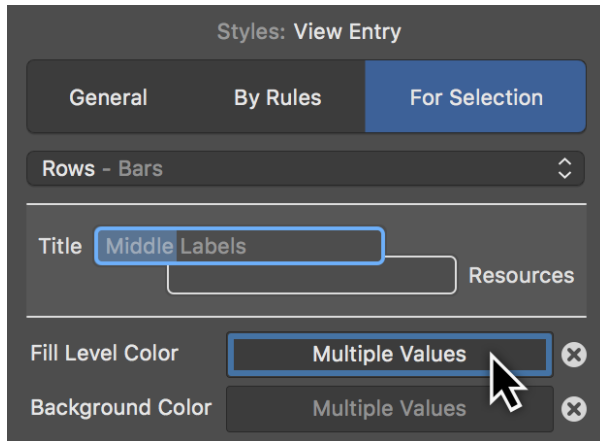 Styles: View Entry
General By Rules For Selection
Rows - Bars
Title Middle Labels
Resources
Fill Level Color Multiple Values
Background Color Multiple Values